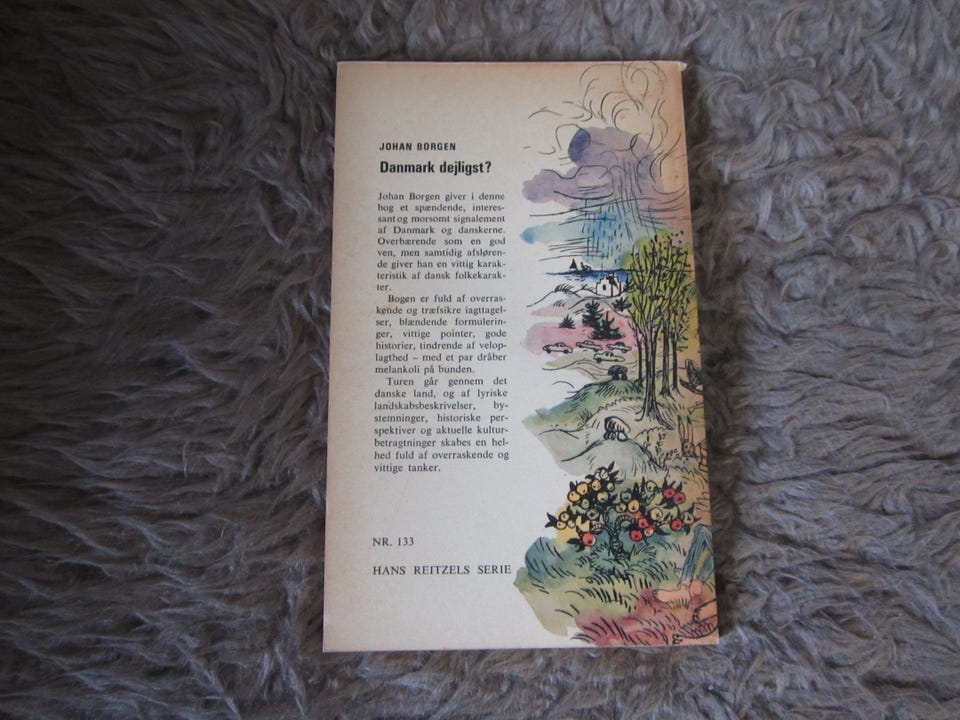 JOHAN BORGEN
Danmark dejligst?
Johan Borgen giver i denne
bog et spændende, interes-
sant og morsomt signalement
af Danmark og danskerne.
Overbærende som en god
ven, men samtidig afsløren-
de giver han en vittig karak-
teristik af dansk folkekarak-
ter.
Bogen er fuld af overras-
kende og træfsikre iagttagel-
ser, blændende formulerin-
ger, vittige pointer, gode
historier, tindrende af velop-
lagthed – med et par dråber
melankoli på bunden.
Turen går gennem det
danske land, og af lyriske
landskabsbeskrivelser, by-
stemninger, historiske per-
spektiver og aktuelle kultur-
betragtninger skabes en hel-
hed fuld af overraskende og
vittige tanker.
NR. 133
HANS REITZELS SERIE